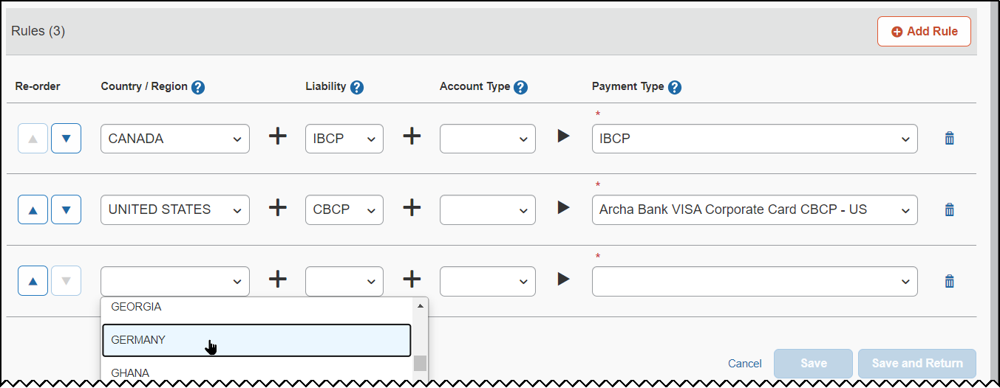 Rules (3)
Add Rule
Re-order Country / Region ? Liability ? Account Type ? Payment Type ?
*
CANADA IBCP IBCP
*
UNITED STATES CBCP Archa Bank VISA Corporate Card CBCP - US
*
GEORGIA
GERMANY
GHANA
Cancel Save Save and Return